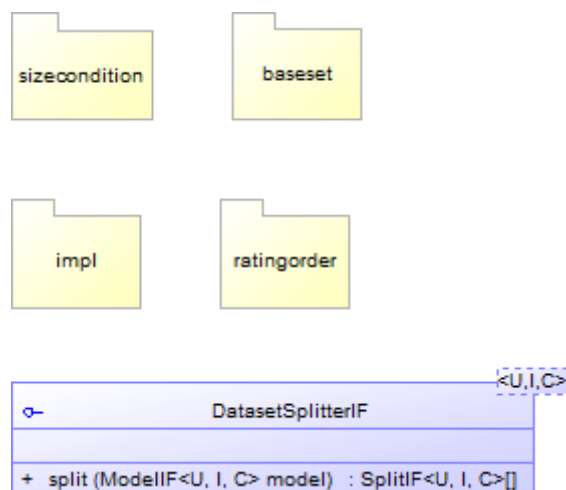 sizecondition
baseset
impl
ratingorder
<U,I,C>
DatasetSplitterIF
+ split (ModelIF<U, I, C> model) : SplitIF<U, I, C>[]